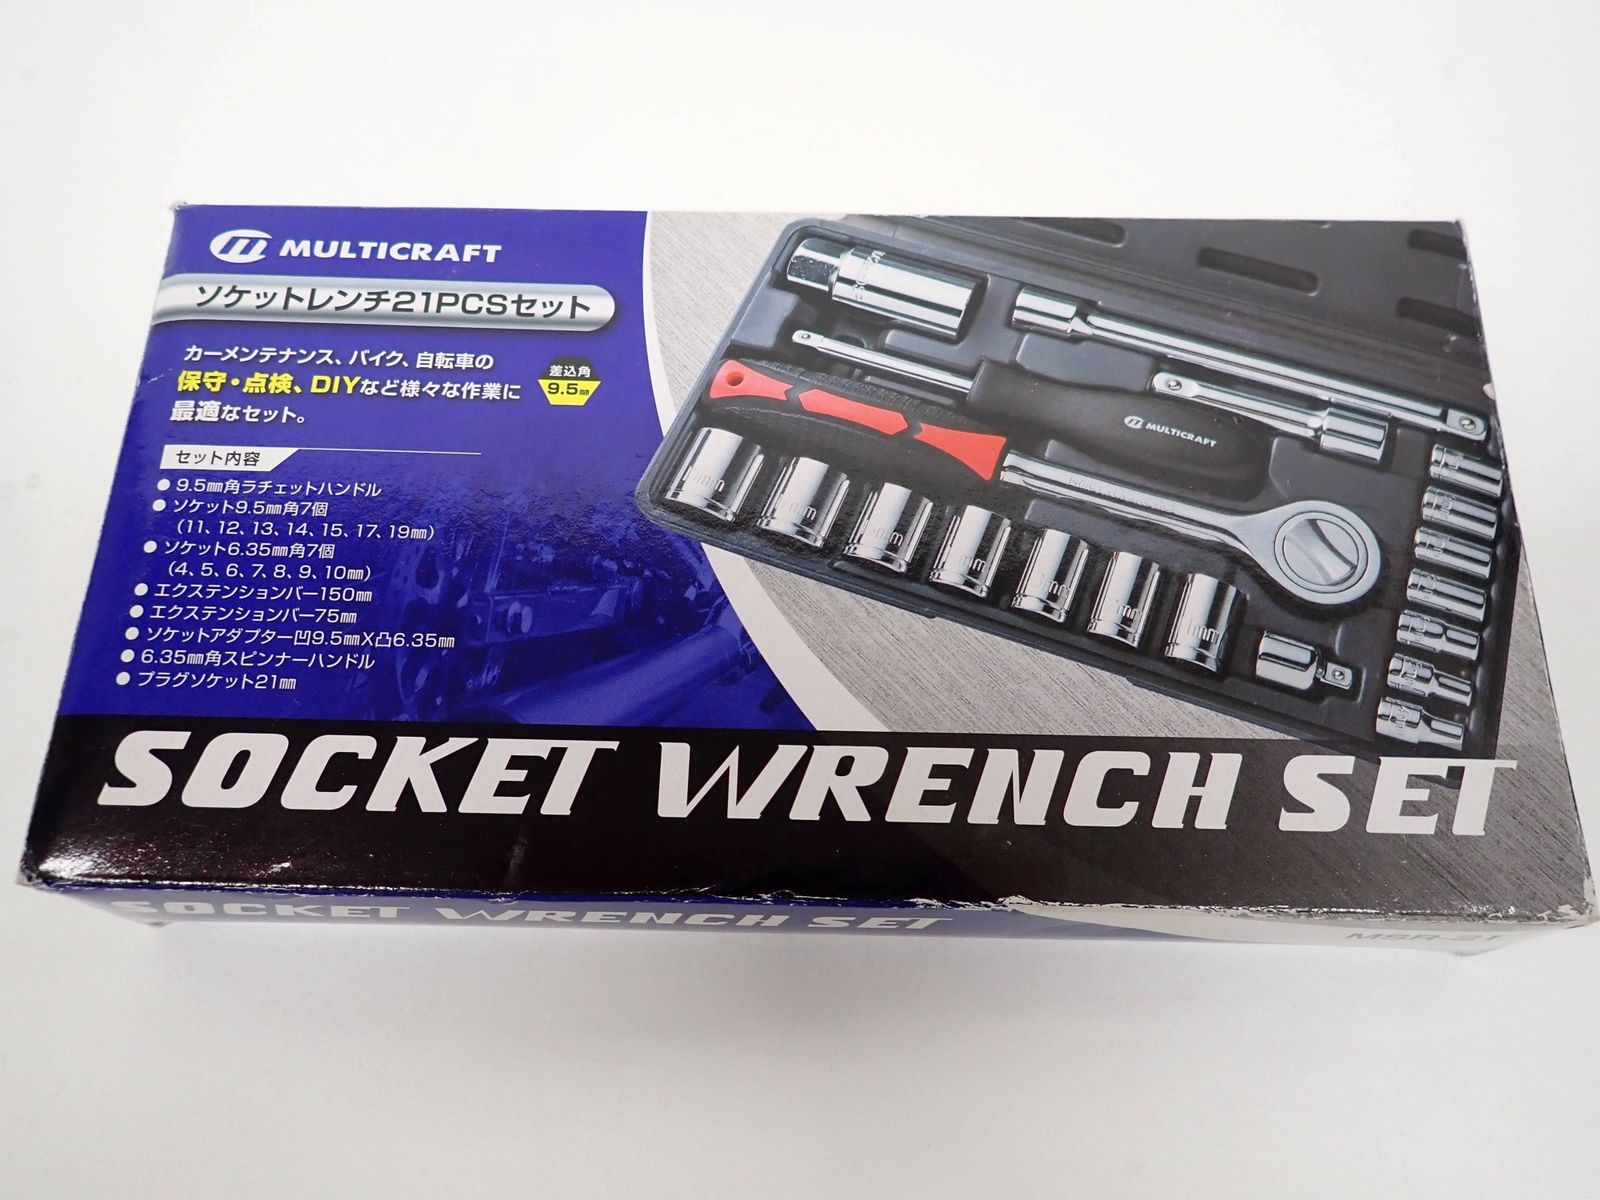 MULTICRAFT
ソケットレンチ21PCSセット
カーメンテナンス、バイク、自転車の
保守・点検、DIYなど様々な作業に
最適なセット。
差込角
9.5㎜
セット内容
● 9.5㎜角ラチェットハンドル
● ソケット9.5㎜角7個
(11、12、13、14、15、17、19㎜)
● ソケット6.35㎜角7個
(4、5、6、7、8、9、10㎜)
● エクステンションバー150㎜
● エクステンションバー75㎜
● ソケットアダプター凹9.5㎜X凸6.35㎜
● 6.35㎜角スピンナーハンドル
● プラグソケット21㎜
MULTICRAFT
SOCKET WRENCH SET
SOCKET WRENCH SET
MSR-21